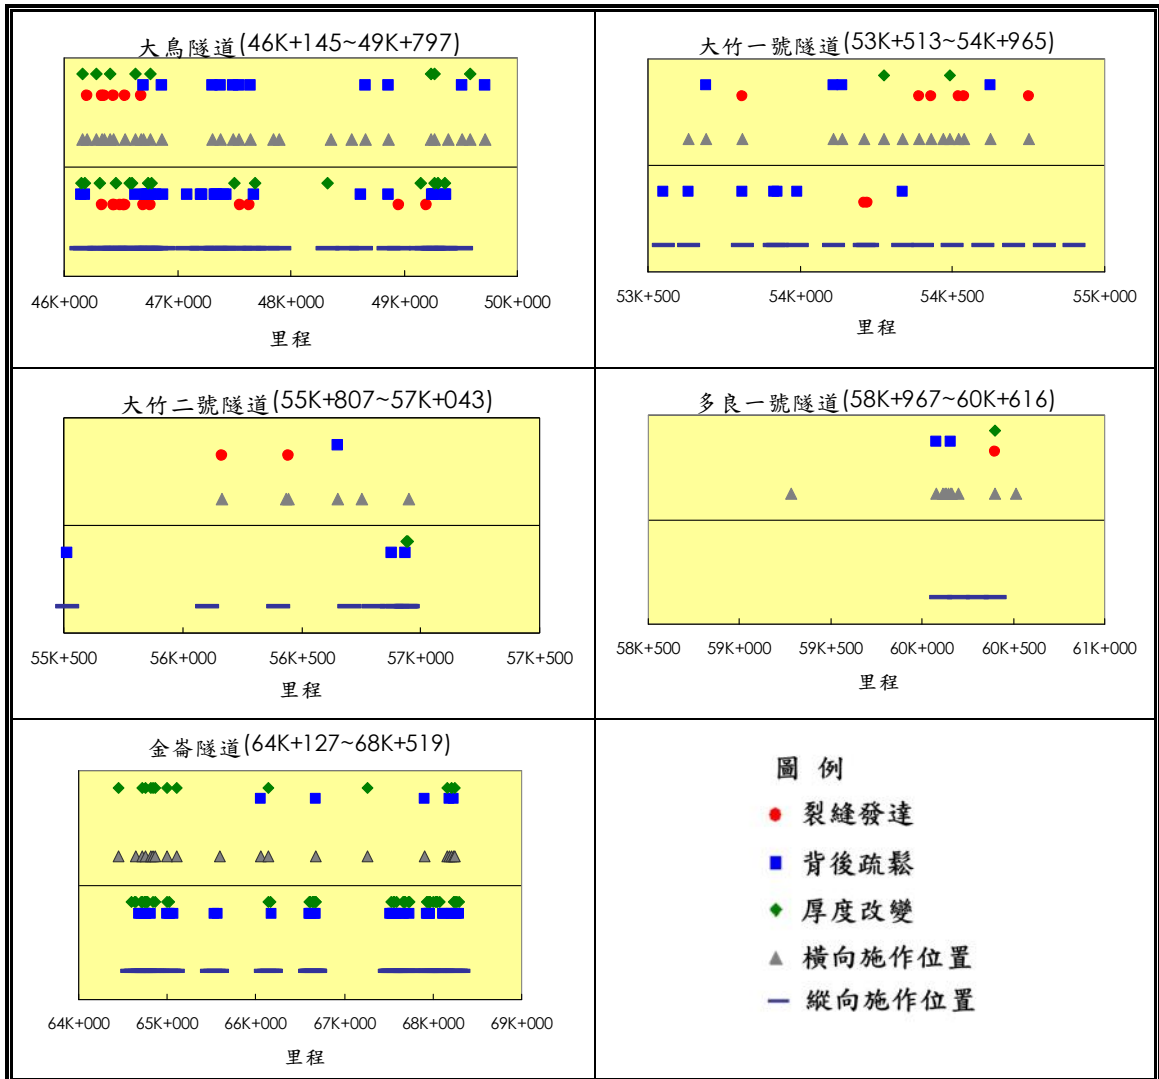 大鳥隧道(46K+145~49K+797)
46K+000 47K+000 48K+000 49K+000 50K+000
里程
大竹一號隧道(53K+513~54K+965)
53K+500 54K+000 54K+500 55K+000
里程
大竹二號隧道(55K+807~57K+043)
55K+500 56K+000 56K+500 57K+000 57K+500
里程
多良一號隧道(58K+967~60K+616)
58K+500 59K+000 59K+500 60K+000 60K+500 61K+000
里程
金崙隧道(64K+127~68K+519)
64K+000 65K+000 66K+000 67K+000 68K+000 69K+000
里程
圖 例
裂縫發達
背後疏鬆
厚度改變
橫向施作位置
縱向施作位置